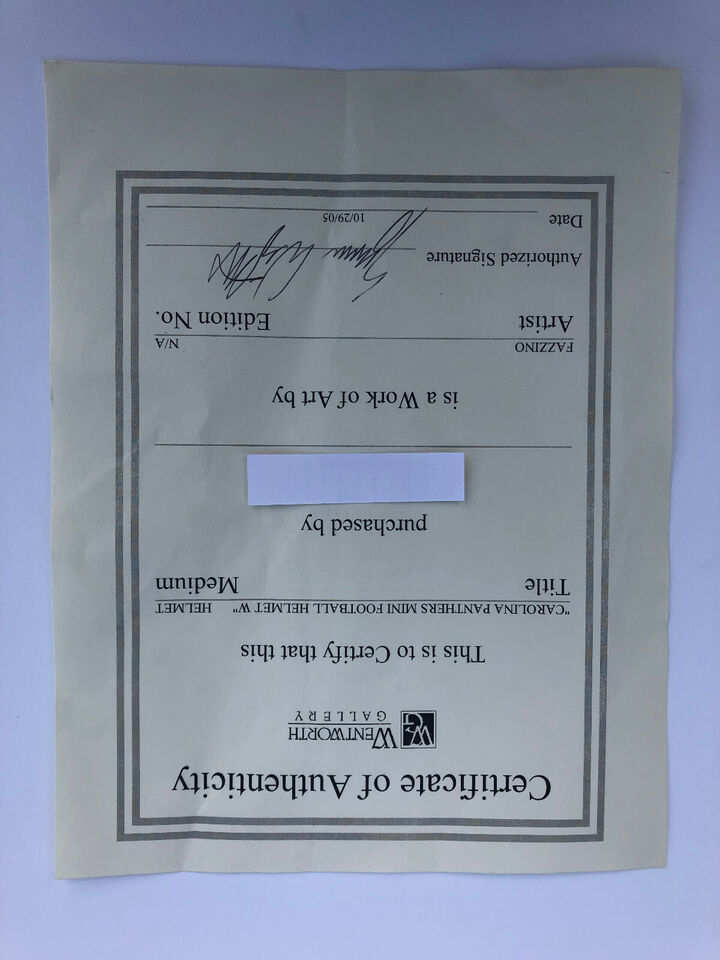 Certificate of Authenticity
WG WENTWORTH
GALLERY
This is to Certify that this
"CAROLINA PANTHERS MINI FOOTBALL HELMET W" HELMET
Title Medium
purchased by
is a Work of Art by
FAZZINO N/A
Artist Edition No.
Authorized Signature
Date 10/29/05